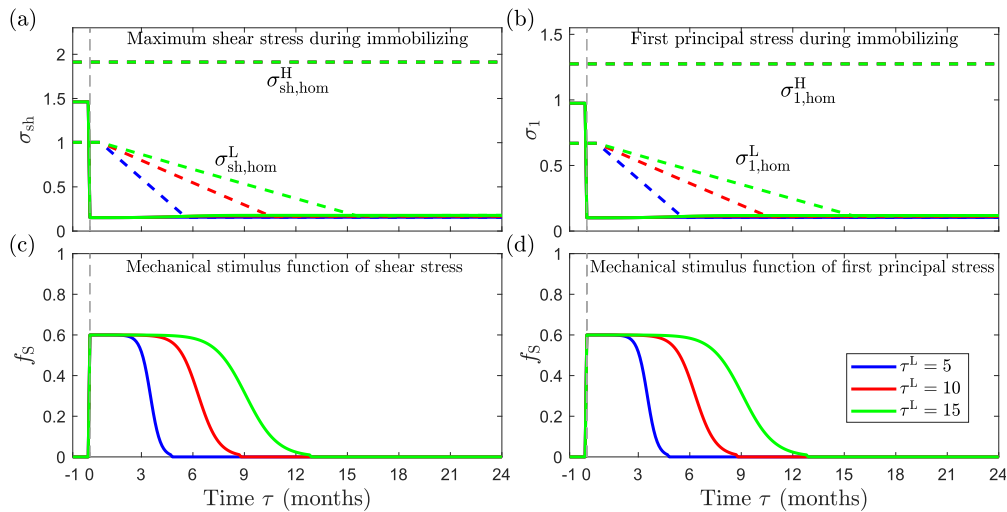 (a)
Maximum shear stress during immobilizing
2
1.5
1
0.5
0
σ_sh
σ^H_sh,hom
σ^L_sh,hom
(b)
First principal stress during immobilizing
1.5
1
0.5
0
σ_1
σ^H_1,hom
σ^L_1,hom
(c)
Mechanical stimulus function of shear stress
1
0.8
0.6
0.4
0.2
0
f_S
-1 0 3 6 9 12 15 18 21 24
Time τ (months)
(d)
Mechanical stimulus function of first principal stress
1
0.8
0.6
0.4
0.2
0
f_S
τ^L = 5
τ^L = 10
τ^L = 15
-1 0 3 6 9 12 15 18 21 24
Time τ (months)